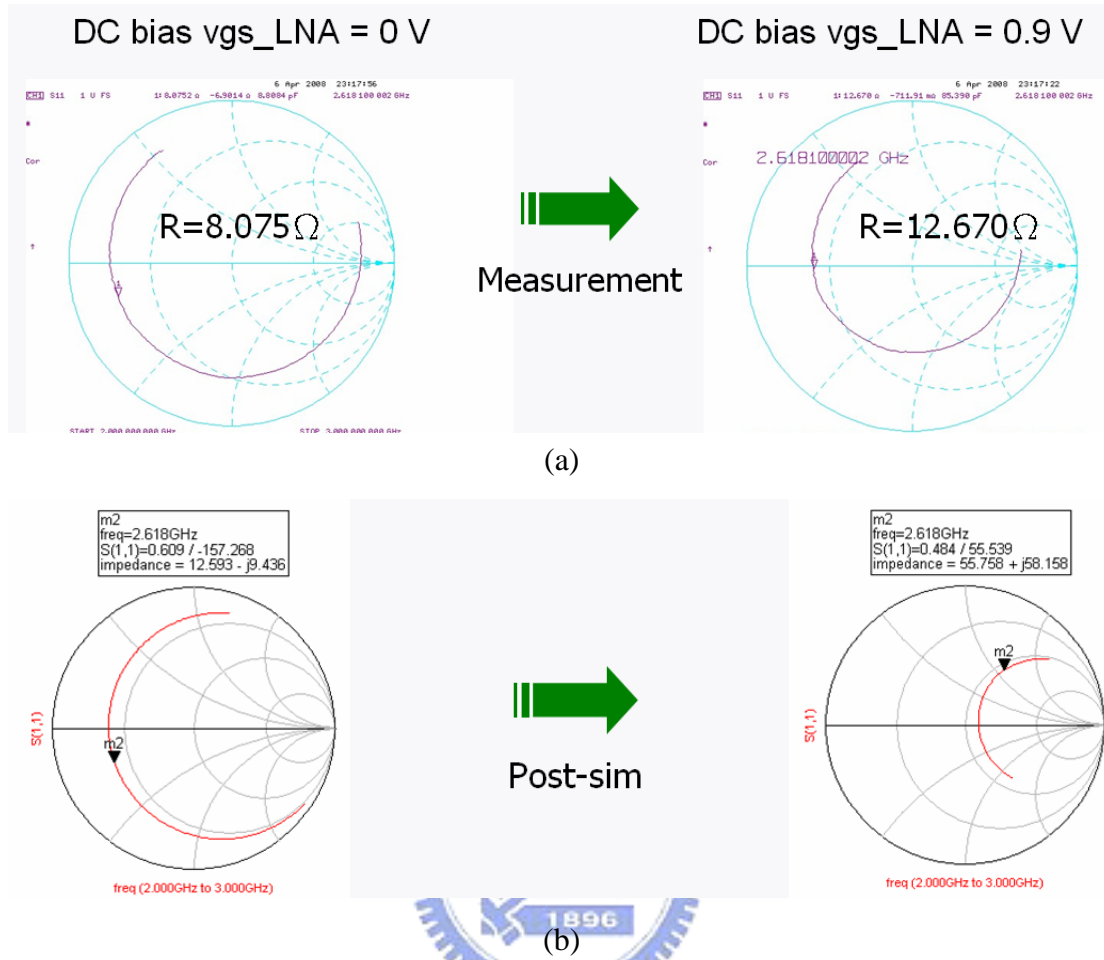 DC bias vgs_LNA = 0 V
DC bias vgs_LNA = 0.9 V
6 Apr 2008 23:17:56
CH1 S11 1 U FS 1: 8.0752 Ω -6.9014 Ω 8.8084 pF 2.618 100 002 GHz
*
Cor
↑
R=8.075Ω
START 2.000 000 000 GHz STOP 3.000 000 000 GHz
Measurement
6 Apr 2008 23:17:22
CH1 S11 1 U FS 1: 12.670 Ω -711.91 mΩ 85.390 pF 2.618 100 002 GHz
*
Cor
2.618100002 GHz
↑
R=12.670Ω
(a)
m2
freq=2.618GHz
S(1,1)=0.609 / -157.268
impedance = 12.593 - j9.436
m2
S(1,1)
freq (2.000GHz to 3.000GHz)
Post-sim
m2
freq=2.618GHz
S(1,1)=0.484 / 55.539
impedance = 55.758 + j58.158
m2
S(1,1)
freq (2.000GHz to 3.000GHz)
1896
(b)